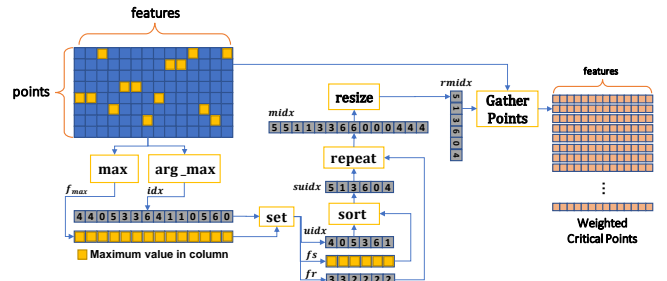 features
points
max
arg_max
f_max
idx
4 4 0 5 3 3 6 4 1 1 0 5 6 0
Maximum value in column
set
uidx
4 0 5 3 6 1
fs
fr
3 3 2 2 2 2
sort
suidx
5 1 3 6 0 4
repeat
midx
5 5 1 1 3 3 6 6 0 0 0 4 4 4
resize
rmidx
5 1 3 6 0 4
Gather
Points
features
...
Weighted
Critical Points